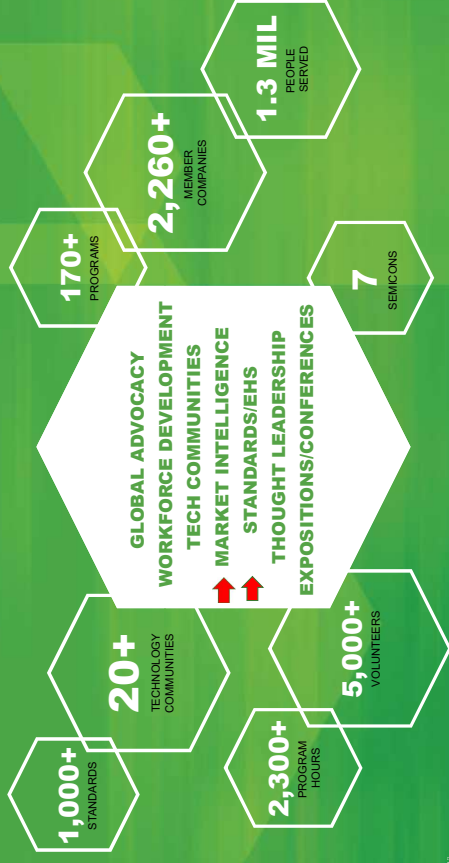 1,000+
STANDARDS
20+
TECHNOLOGY
COMMUNITIES
2,300+
PROGRAM
HOURS
5,000+
VOLUNTEERS
GLOBAL ADVOCACY
WORKFORCE DEVELOPMENT
TECH COMMUNITIES
MARKET INTELLIGENCE
STANDARDS/EHS
THOUGHT LEADERSHIP
EXPOSITIONS/CONFERENCES
170+
PROGRAMS
2,260+
MEMBER
COMPANIES
1.3 MIL
PEOPLE
SERVED
7
SEMICONS